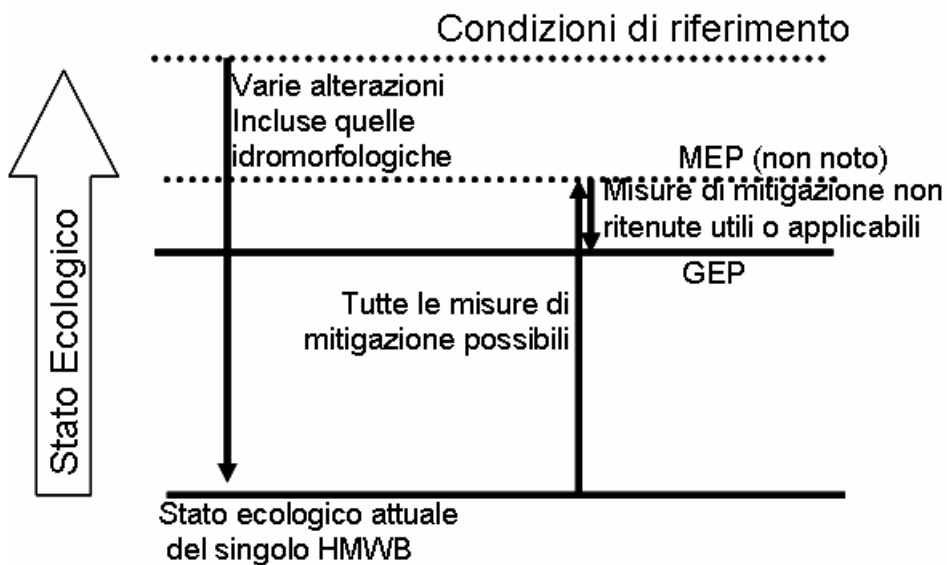 Condizioni di riferimento
Varie alterazioni
Incluse quelle
idromorfologiche
MEP (non noto)
Misure di mitigazione non
ritenute utili o applicabili
GEP
Tutte le misure di
mitigazione possibili
Stato Ecologico
Stato ecologico attuale
del singolo HMWB